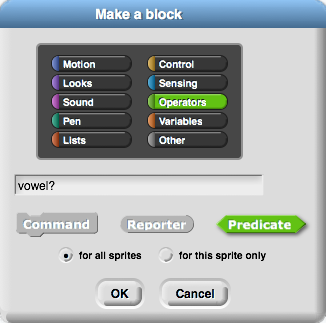 Make a block
Motion Control
Looks Sensing
Sound Operators
Pen Variables
Lists Other
vowel?
Command Reporter Predicate
for all sprites for this sprite only
OK Cancel